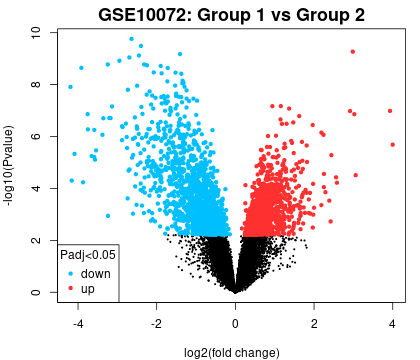 GSE10072: Group 1 vs Group 2
-log10(Pvalue)
10
8
6
4
2
0
Padj<0.05
down
up
-4 -2 0 2 4
log2(fold change)